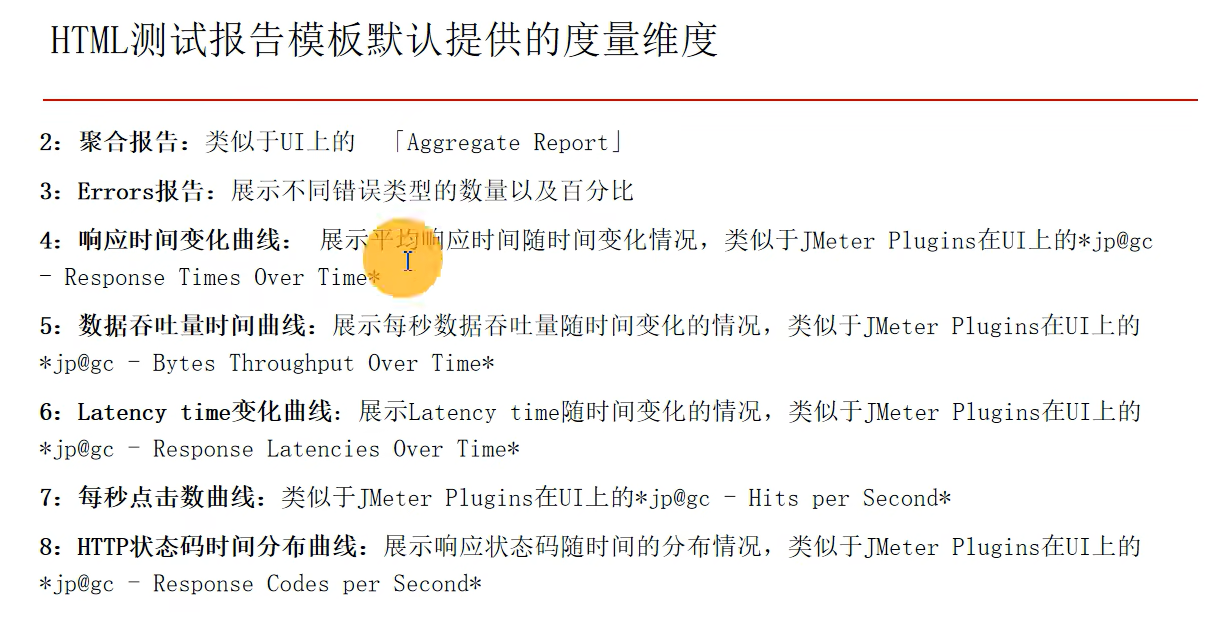 HTML测试报告模板默认提供的度量维度
2: 聚合报告: 类似于UI上的 「Aggregate Report」
3: Errors报告: 展示不同错误类型的数量以及百分比
4: 响应时间变化曲线: 展示平均响应时间随时间变化情况, 类似于JMeter Plugins在UI上的*jp@gc
- Response Times Over Time*
5: 数据吞吐量时间曲线: 展示每秒数据吞吐量随时间变化的情况, 类似于JMeter Plugins在UI上的
*jp@gc - Bytes Throughput Over Time*
6: Latency time变化曲线: 展示Latency time随时间变化的情况, 类似于JMeter Plugins在UI上的
*jp@gc - Response Latencies Over Time*
7: 每秒点击数曲线: 类似于JMeter Plugins在UI上的*jp@gc - Hits per Second*
8: HTTP状态码时间分布曲线: 展示响应状态码随时间的分布情况, 类似于JMeter Plugins在UI上的
*jp@gc - Response Codes per Second*